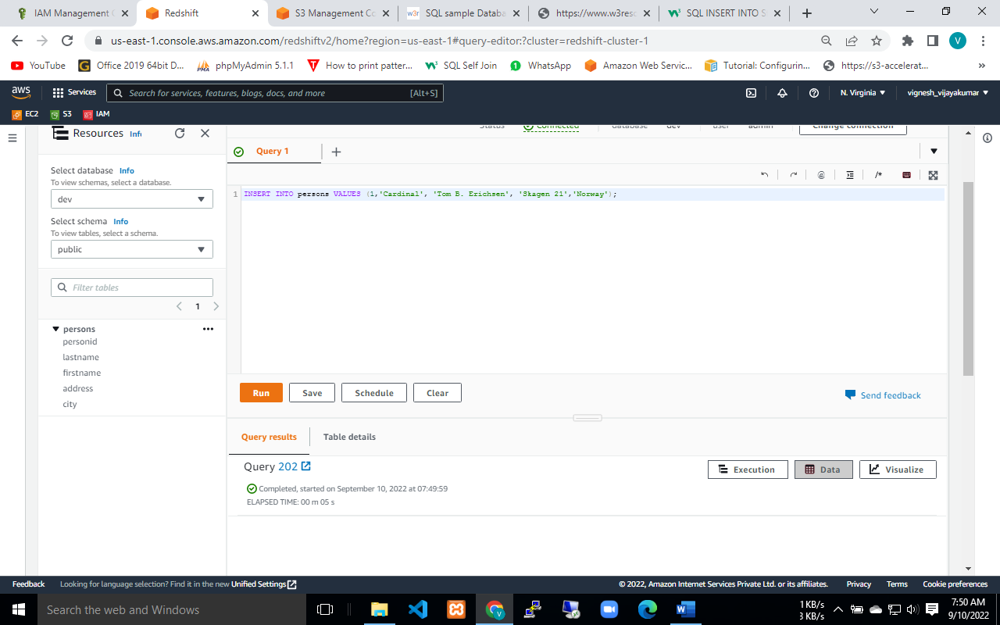 IAM Management C
Redshift
S3 Management Co
w3r SQL sample Databa
https://www.w3resc
SQL INSERT INTO S
us-east-1.console.aws.amazon.com/redshiftv2/home?region=us-east-1#query-editor:?cluster=redshift-cluster-1
V
YouTube
Office 2019 64bit D...
phpMyAdmin 5.1.1
How to print patter...
SQL Self Join
WhatsApp
Amazon Web Servic...
Tutorial: Configurin...
https://s3-accelerat...
»
aws
Services
Search for services, features, blogs, docs, and more [Alt+S]
N. Virginia
vignesh_vijayakumar
EC2 S3 IAM
Resources Info
Status Connected database dev user admin Change connection
Query 1
Select database Info
To view schemas, select a database.
dev
Select schema Info
To view tables, select a schema.
public
Filter tables
1
persons
personid
lastname
firstname
address
city
@ /*
1 INSERT INTO persons VALUES (1,'Cardinal', 'Tom B. Erichsen', 'Skagen 21','Norway');
Run Save Schedule Clear
Send feedback
Query results Table details
Query 202
Execution Data Visualize
Completed, started on September 10, 2022 at 07:49:59
ELAPSED TIME: 00 m 05 s
Feedback Looking for language selection? Find it in the new Unified Settings
© 2022, Amazon Internet Services Private Ltd. or its affiliates. Privacy Terms Cookie preferences
Search the web and Windows
1 KB/s
3 KB/s
7:50 AM
9/10/2022